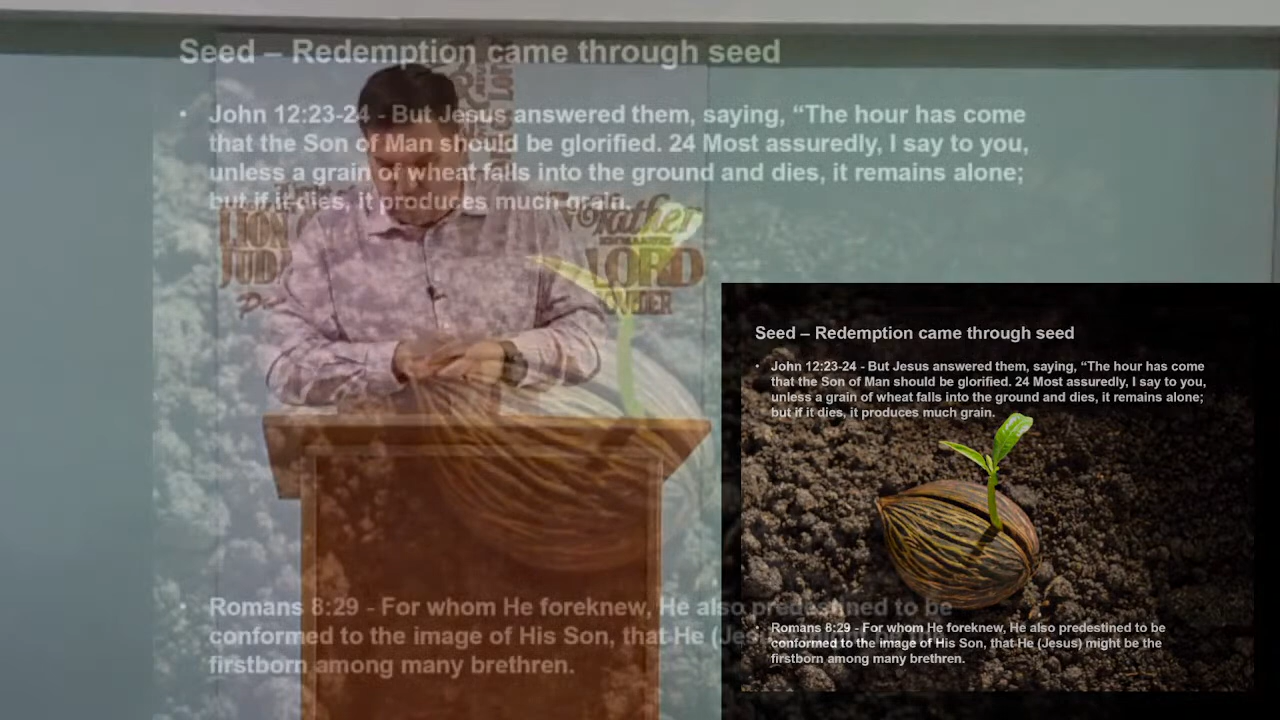 Seed – Redemption came through seed
• John 12:23-24 - But Jesus answered them, saying, “The hour has come
that the Son of Man should be glorified. 24 Most assuredly, I say to you,
unless a grain of wheat falls into the ground and dies, it remains alone;
but if it dies, it produces much grain.
LION
JUDA
Father
LORD
• Romans 8:29 - For whom He foreknew, He also predestined to be
conformed to the image of His Son, that He (Jes
firstborn among many brethren.
Seed – Redemption came through seed
• John 12:23-24 - But Jesus answered them, saying, “The hour has come
that the Son of Man should be glorified. 24 Most assuredly, I say to you,
unless a grain of wheat falls into the ground and dies, it remains alone;
but if it dies, it produces much grain.
• Romans 8:29 - For whom He foreknew, He also predestined to be
conformed to the image of His Son, that He (Jesus) might be the
firstborn among many brethren.